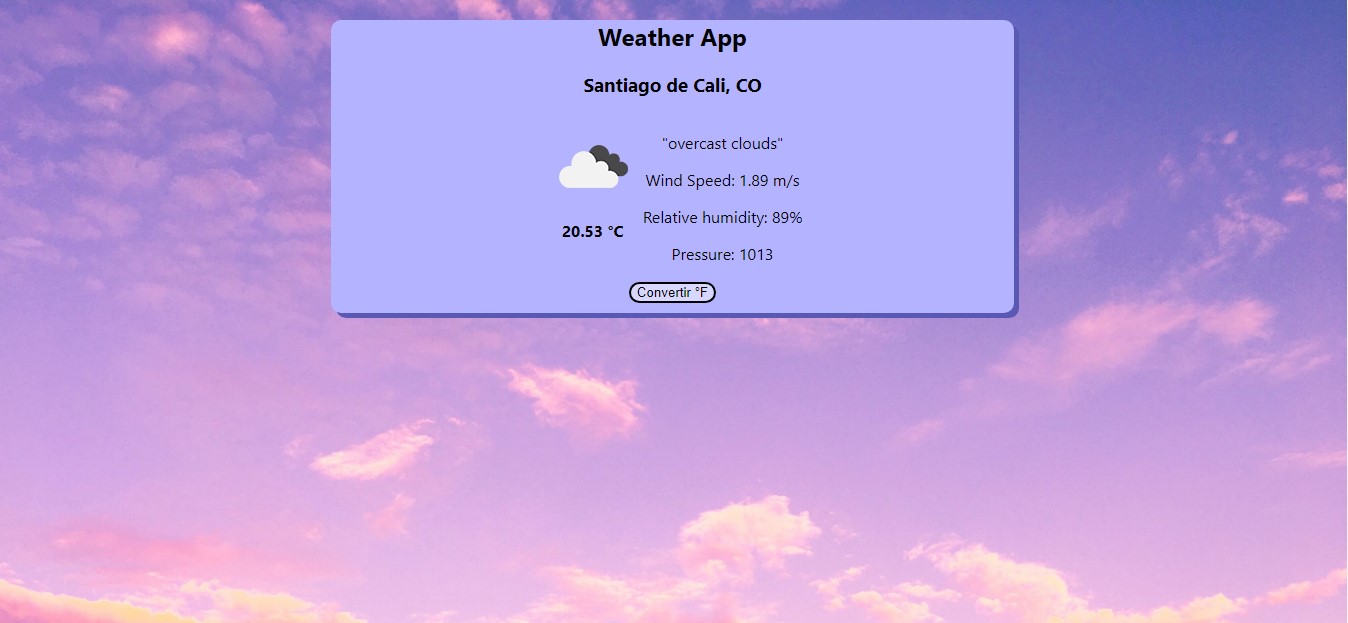 Weather App
Santiago de Cali, CO
"overcast clouds"
Wind Speed: 1.89 m/s
Relative humidity: 89%
20.53 °C
Pressure: 1013
Convertir °F